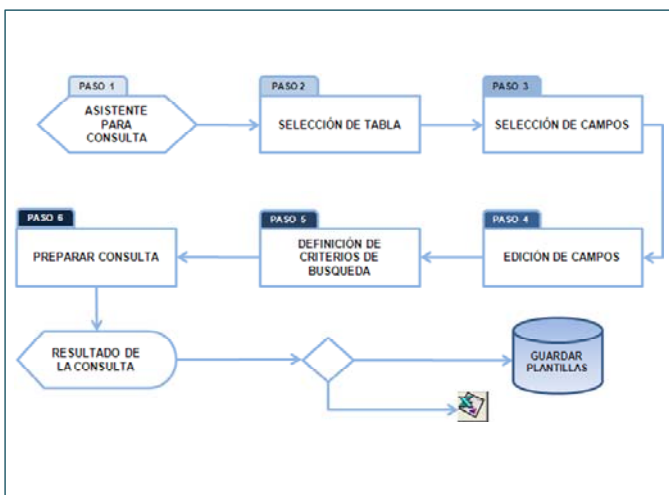 PASO 1
ASISTENTE
PARA
CONSULTA
PASO 2
SELECCIÓN DE TABLA
PASO 3
SELECCIÓN DE CAMPOS
PASO 6
PREPARAR CONSULTA
PASO 5
DEFINICIÓN DE
CRITERIOS DE
BUSQUEDA
PASO 4
EDICIÓN DE CAMPOS
RESULTADO DE
LA CONSULTA
GUARDAR
PLANTILLAS